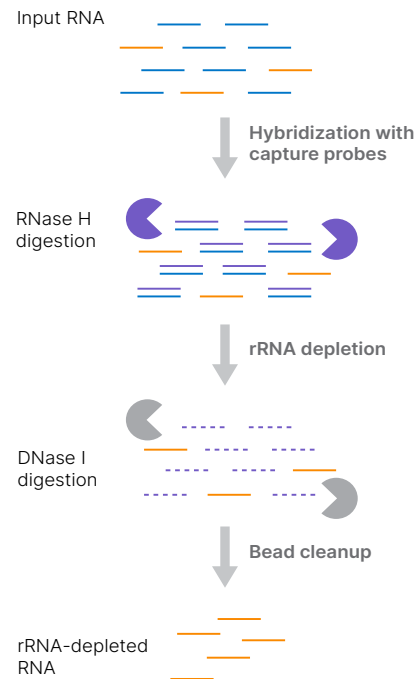 Input RNA
Hybridization with
capture probes
RNase H
digestion
rRNA depletion
DNase I
digestion
Bead cleanup
rRNA-depleted
RNA